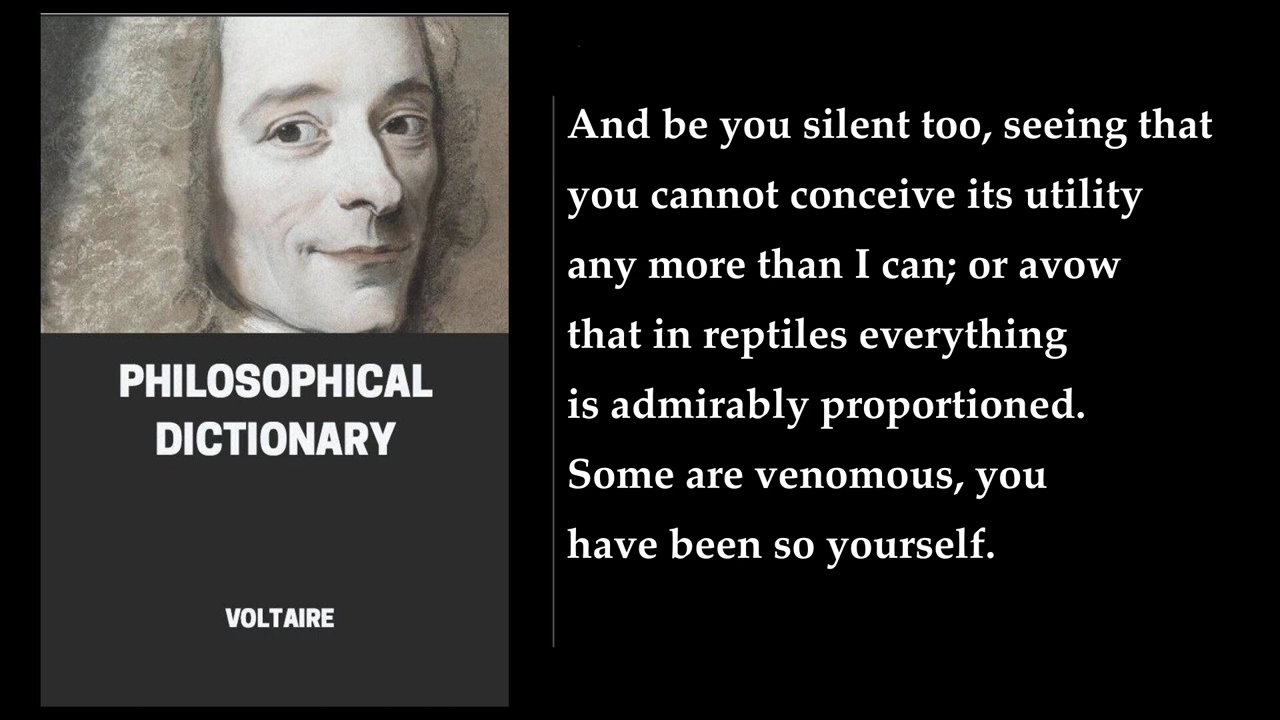 PHILOSOPHICAL
DICTIONARY
VOLTAIRE
And be you silent too, seeing that
you cannot conceive its utility
any more than I can; or avow
that in reptiles everything
is admirably proportioned.
Some are venomous, you
have been so yourself.